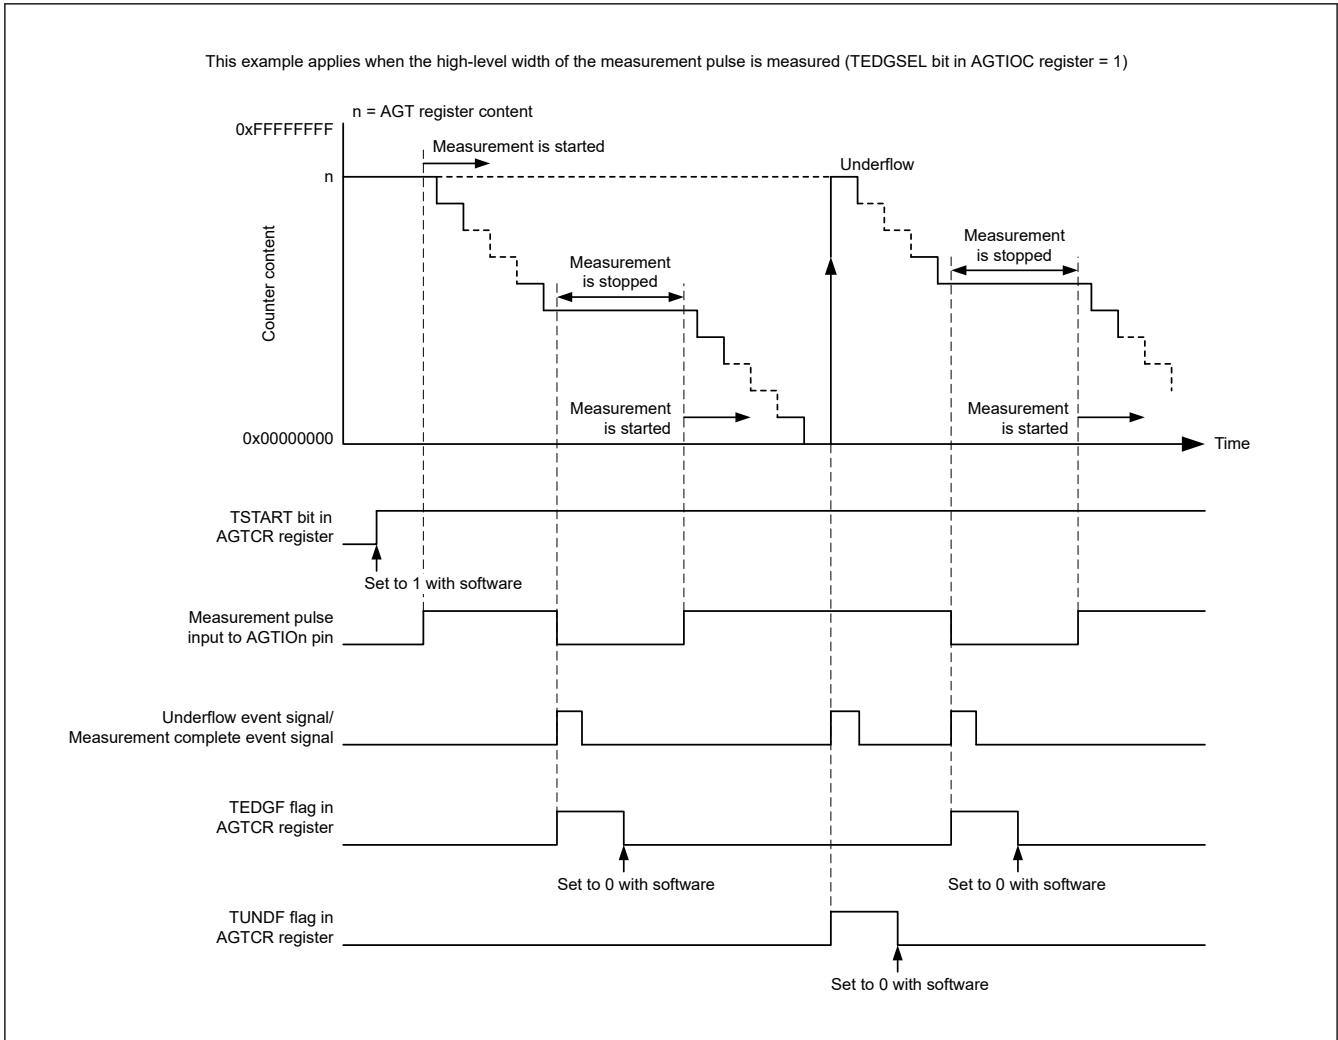 This example applies when the high-level width of the measurement pulse is measured (TEDGSEL bit in AGTIOC register = 1)
n = AGT register content
0xFFFFFFFF
Measurement is started
Underflow
n
Measurement
is stopped
Measurement
is stopped
Counter content
Measurement
is started
Measurement
is started
0x00000000
Time
TSTART bit in
AGTCR register
Set to 1 with software
Measurement pulse
input to AGTIOn pin
Underflow event signal/
Measurement complete event signal
TEDGF flag in
AGTCR register
Set to 0 with software
Set to 0 with software
TUNDF flag in
AGTCR register
Set to 0 with software